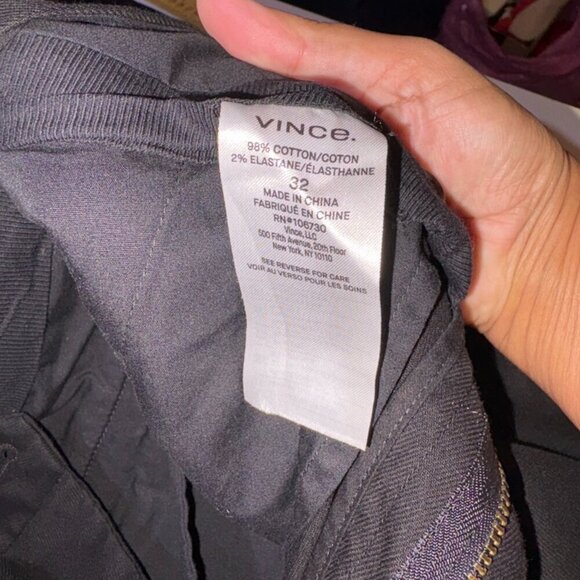 VINCE.
98% COTTON/COTON
2% ELASTANE/ÉLASTHANNE
32
MADE IN CHINA
FABRIQUÉ EN CHINE
RN#106730
Vince, LLC
500 Fifth Avenue, 20th Floor
New York, NY 10110
SEE REVERSE FOR CARE
VOIR AU VERSO POUR LES SOINS